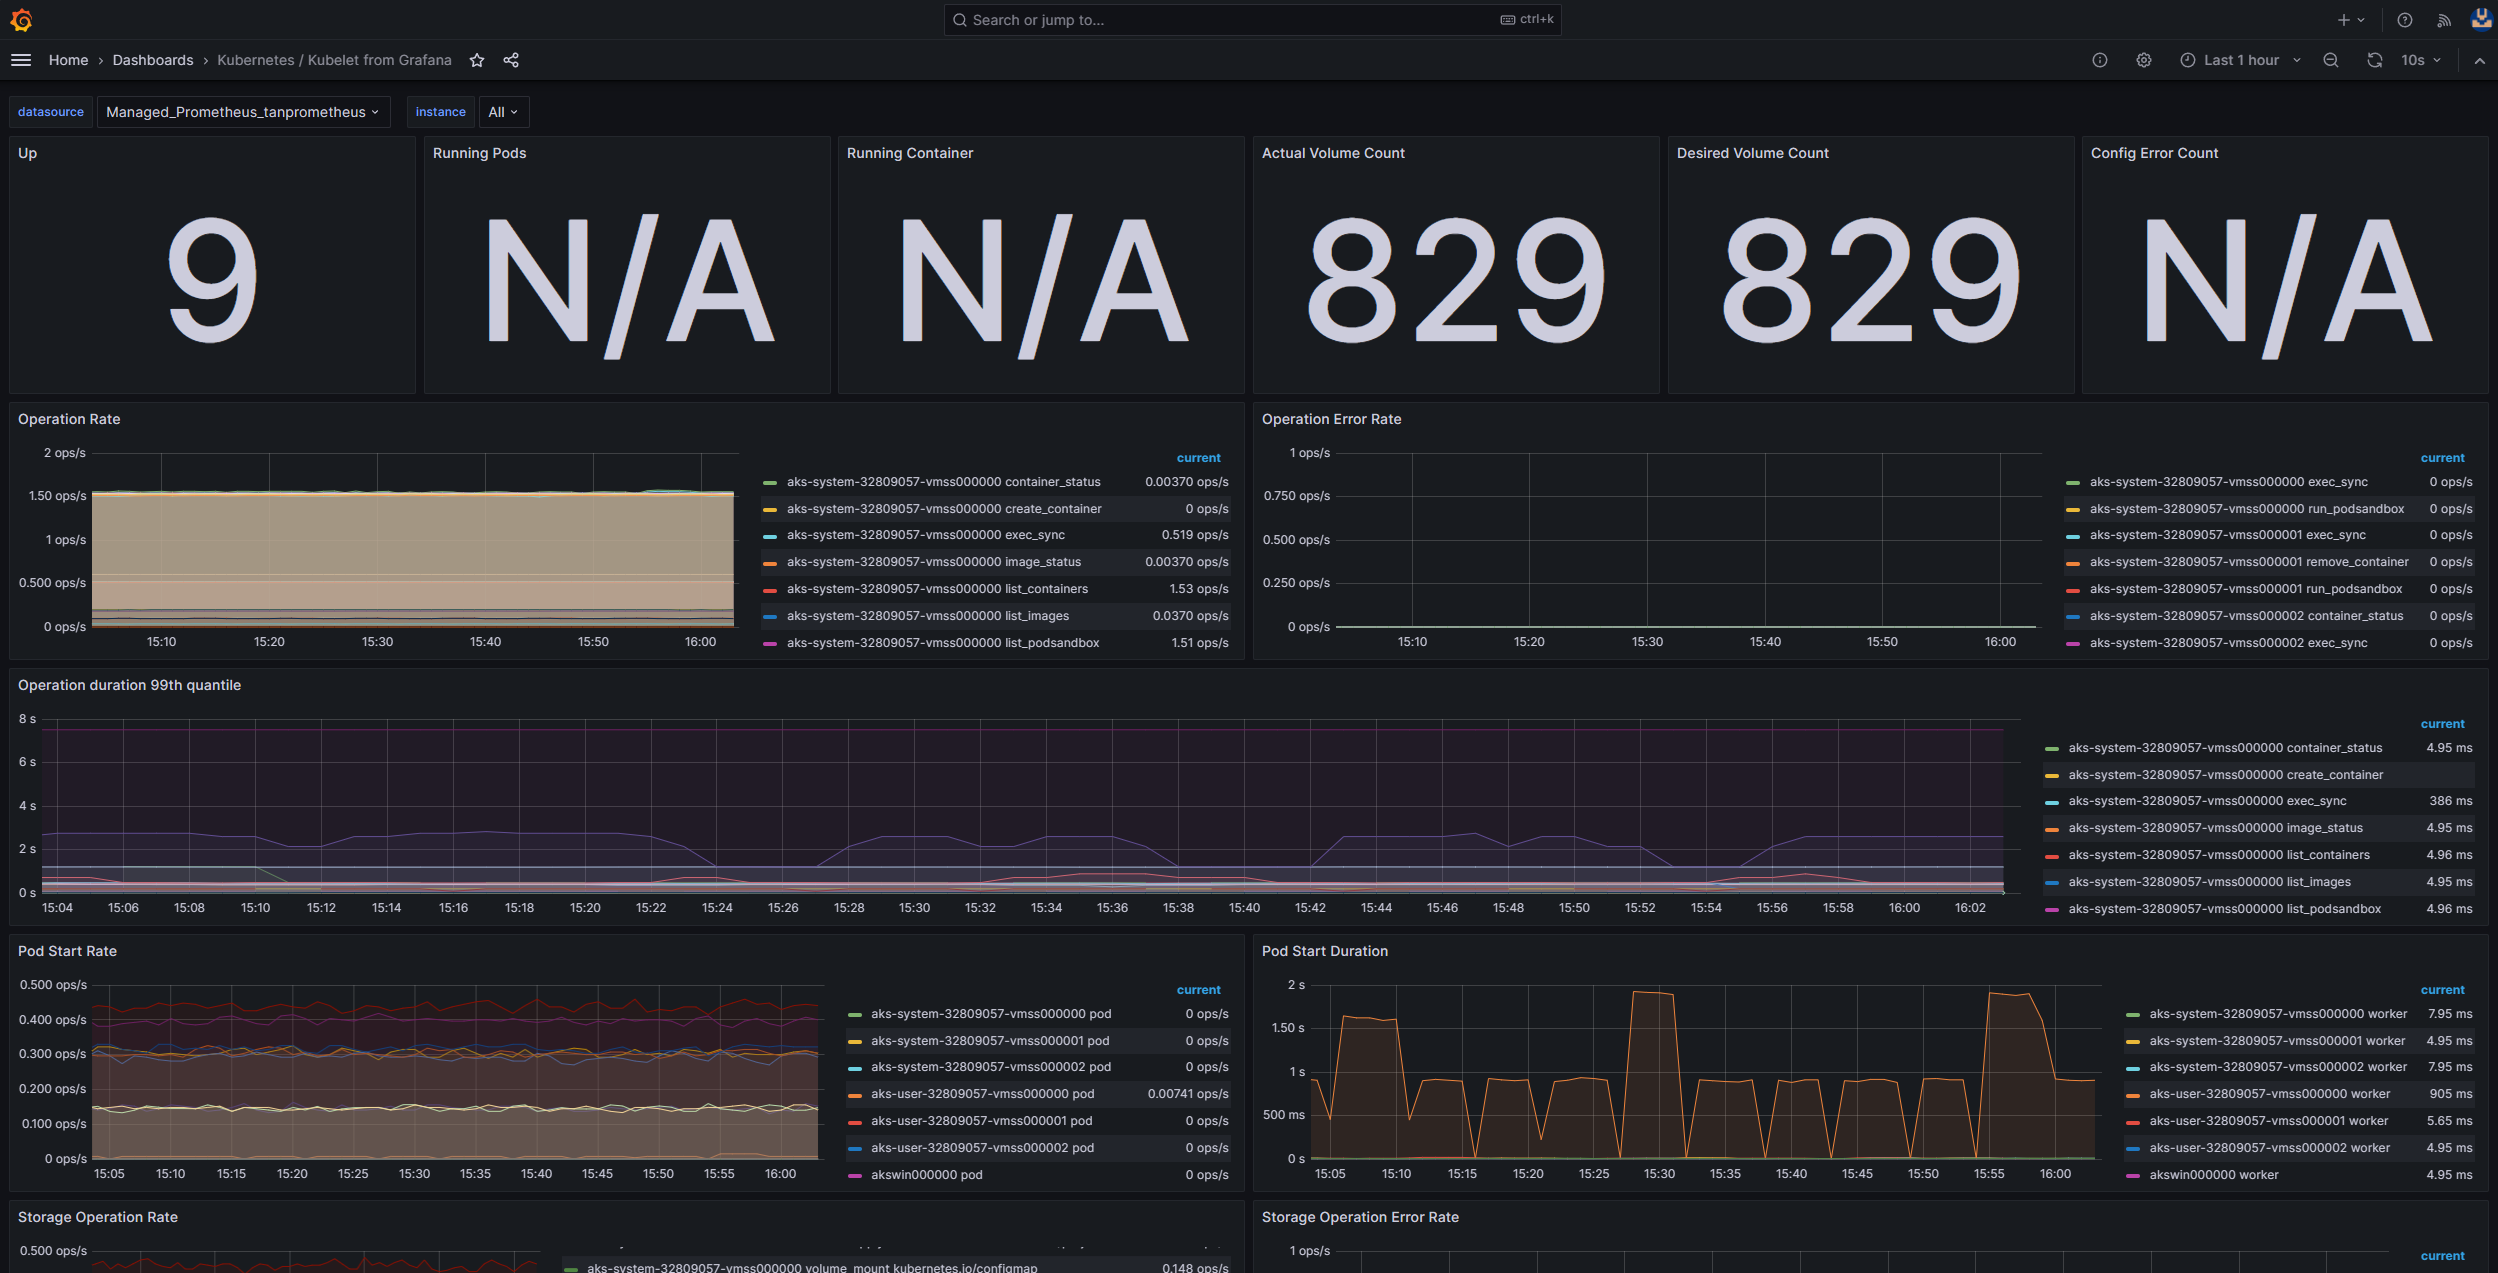 Search or jump to... ctrl+k
Home › Dashboards › Kubernetes / Kubelet from Grafana
Last 1 hour 10s
datasource Managed_Prometheus_tanprometheus instance All
Up
9
Running Pods
N/A
Running Container
N/A
Actual Volume Count
829
Desired Volume Count
829
Config Error Count
N/A
Operation Rate
2 ops/s
1.50 ops/s
1 ops/s
0.500 ops/s
0 ops/s
15:10 15:20 15:30 15:40 15:50 16:00
current
aks-system-32809057-vmss000000 container_status 0.00370 ops/s
aks-system-32809057-vmss000000 create_container 0 ops/s
aks-system-32809057-vmss000000 exec_sync 0.519 ops/s
aks-system-32809057-vmss000000 image_status 0.00370 ops/s
aks-system-32809057-vmss000000 list_containers 1.53 ops/s
aks-system-32809057-vmss000000 list_images 0.0370 ops/s
aks-system-32809057-vmss000000 list_podsandbox 1.51 ops/s
Operation Error Rate
1 ops/s
0.750 ops/s
0.500 ops/s
0.250 ops/s
0 ops/s
15:10 15:20 15:30 15:40 15:50 16:00
current
aks-system-32809057-vmss000000 exec_sync 0 ops/s
aks-system-32809057-vmss000000 run_podsandbox 0 ops/s
aks-system-32809057-vmss000001 exec_sync 0 ops/s
aks-system-32809057-vmss000001 remove_container 0 ops/s
aks-system-32809057-vmss000001 run_podsandbox 0 ops/s
aks-system-32809057-vmss000002 container_status 0 ops/s
aks-system-32809057-vmss000002 exec_sync 0 ops/s
Operation duration 99th quantile
8 s
6 s
4 s
2 s
0 s
15:04 15:06 15:08 15:10 15:12 15:14 15:16 15:18 15:20 15:22 15:24 15:26 15:28 15:30 15:32 15:34 15:36 15:38 15:40 15:42 15:44 15:46 15:48 15:50 15:52 15:54 15:56 15:58 16:00 16:02
current
aks-system-32809057-vmss000000 container_status 4.95 ms
aks-system-32809057-vmss000000 create_container
aks-system-32809057-vmss000000 exec_sync 386 ms
aks-system-32809057-vmss000000 image_status 4.95 ms
aks-system-32809057-vmss000000 list_containers 4.96 ms
aks-system-32809057-vmss000000 list_images 4.95 ms
aks-system-32809057-vmss000000 list_podsandbox 4.96 ms
Pod Start Rate
0.500 ops/s
0.400 ops/s
0.300 ops/s
0.200 ops/s
0.100 ops/s
0 ops/s
15:05 15:10 15:15 15:20 15:25 15:30 15:35 15:40 15:45 15:50 15:55 16:00
current
aks-system-32809057-vmss000000 pod 0 ops/s
aks-system-32809057-vmss000001 pod 0 ops/s
aks-system-32809057-vmss000002 pod 0 ops/s
aks-user-32809057-vmss000000 pod 0.00741 ops/s
aks-user-32809057-vmss000001 pod 0 ops/s
aks-user-32809057-vmss000002 pod 0 ops/s
akswin000000 pod 0 ops/s
Pod Start Duration
2 s
1.50 s
1 s
500 ms
0 s
15:05 15:10 15:15 15:20 15:25 15:30 15:35 15:40 15:45 15:50 15:55 16:00
current
aks-system-32809057-vmss000000 worker 7.95 ms
aks-system-32809057-vmss000001 worker 4.95 ms
aks-system-32809057-vmss000002 worker 7.95 ms
aks-user-32809057-vmss000000 worker 905 ms
aks-user-32809057-vmss000001 worker 5.65 ms
aks-user-32809057-vmss000002 worker 4.95 ms
akswin000000 worker 4.95 ms
Storage Operation Rate
0.500 ops/s
aks-system-32809057-vmss000000 volume_mount kubernetes.io/configmap 0.148 ops/s
Storage Operation Error Rate
1 ops/s
current